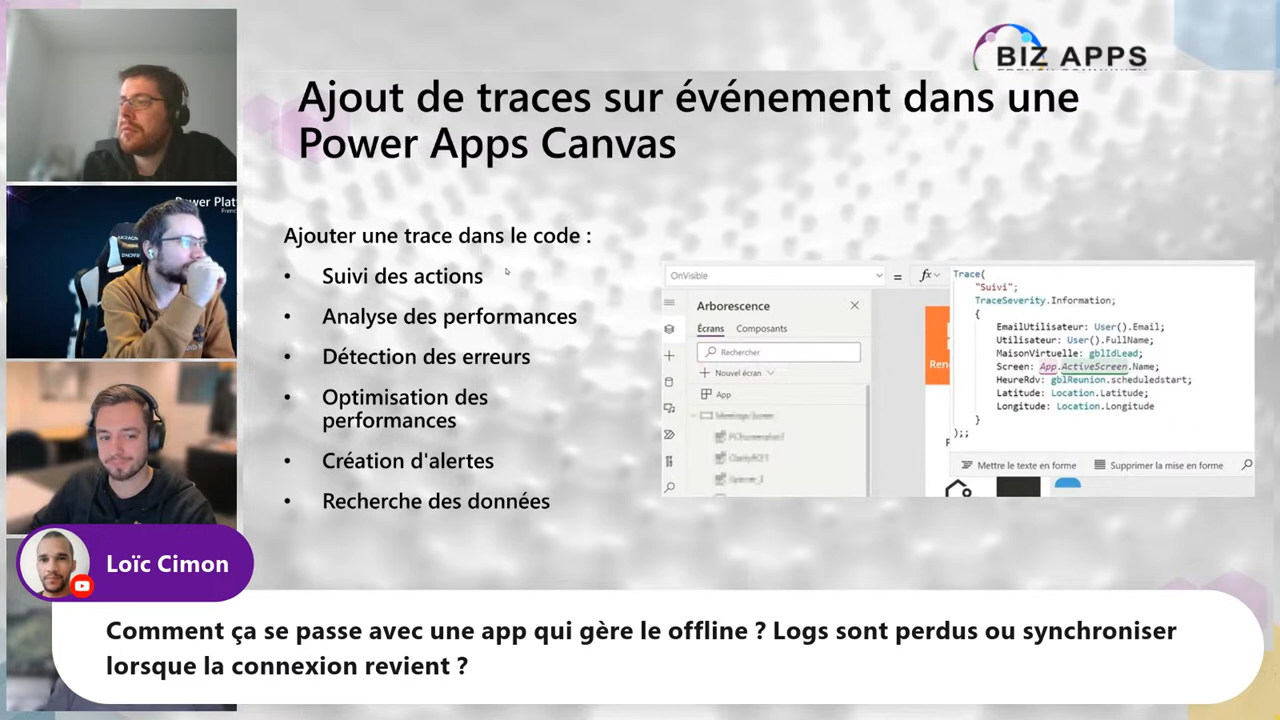 BIZ APPS
Ajout de traces sur événement dans une
Power Apps Canvas
Ajouter une trace dans le code :
• Suivi des actions
• Analyse des performances
• Détection des erreurs
• Optimisation des
performances
• Création d'alertes
• Recherche des données
OnVisible
=
fx
Arborescence
Écrans
Composants
Rechercher
Nouvel écran
App
Trace(
"Suivi";
TraceSeverity.Information;
{
EmailUtilisateur: User().Email;
Utilisateur: User().FullName;
MaisonVirtuelle: gblIdLead;
Screen: App.ActiveScreen.Name;
HeureRdv: gblReunion.scheduledstart;
Latitude: Location.Latitude;
Longitude: Location.Longitude
}
);;
Mettre le texte en forme
Supprimer la mise en forme
Loïc Cimon
Comment ça se passe avec une app qui gère le offline ? Logs sont perdus ou synchroniser
lorsque la connexion revient ?